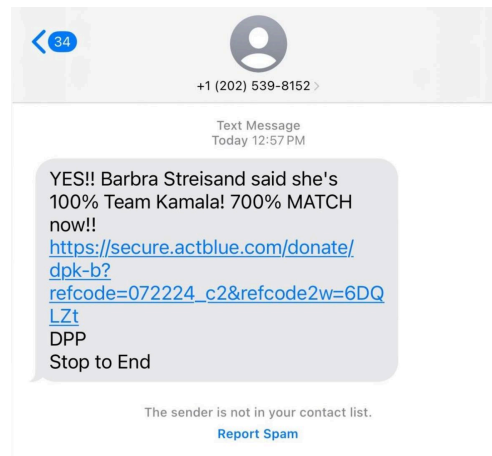 34
+1 (202) 539-8152 >
Text Message
Today 12:57 PM
YES!! Barbra Streisand said she's
100% Team Kamala! 700% MATCH
now!!
https://secure.actblue.com/donate/
dpk-b?
refcode=072224_c2&refcode2w=6DQ
LZt
DPP
Stop to End
The sender is not in your contact list.
Report Spam